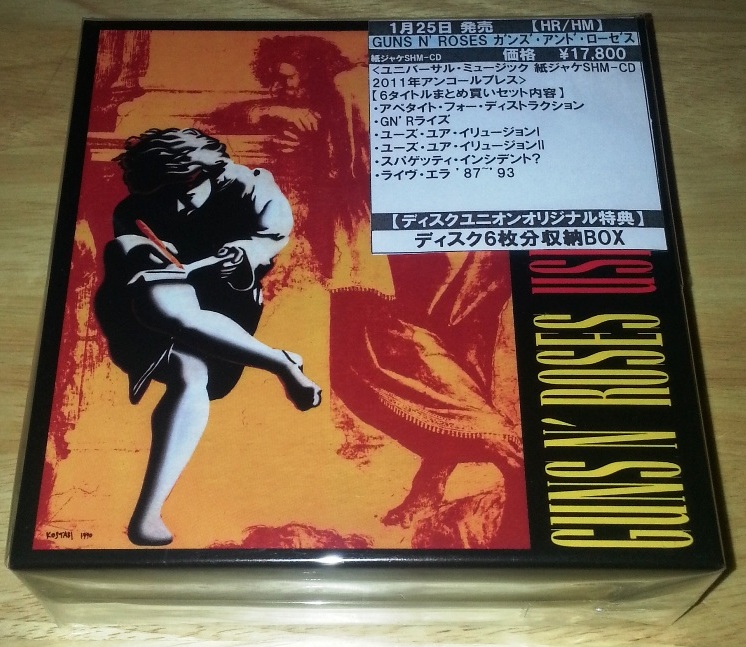 1月25日 発売 【HR/HM】
GUNS N' ROSES ガンズ・アンド・ローゼス
紙ジャケSHM-CD 価格 ¥17,800
<ユニバーサル・ミュージック 紙ジャケSHM-CD
2011年アンコールプレス>
【6タイトルまとめ買いセット内容】
・アペタイト・フォー・ディストラクション
・GN' Rライズ
・ユーズ・ユア・イリュージョンI
・ユーズ・ユア・イリュージョンII
・スパゲッティ・インシデント?
・ライヴ・エラ '87~'93
【ディスクユニオンオリジナル特典】
ディスク6枚分収納BOX
GUNS N' ROSES
KOSTABI 1990